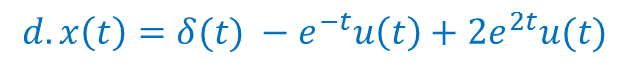 d. x(t) = δ(t) − e^{−t}u(t) + 2e^{2t}u(t)